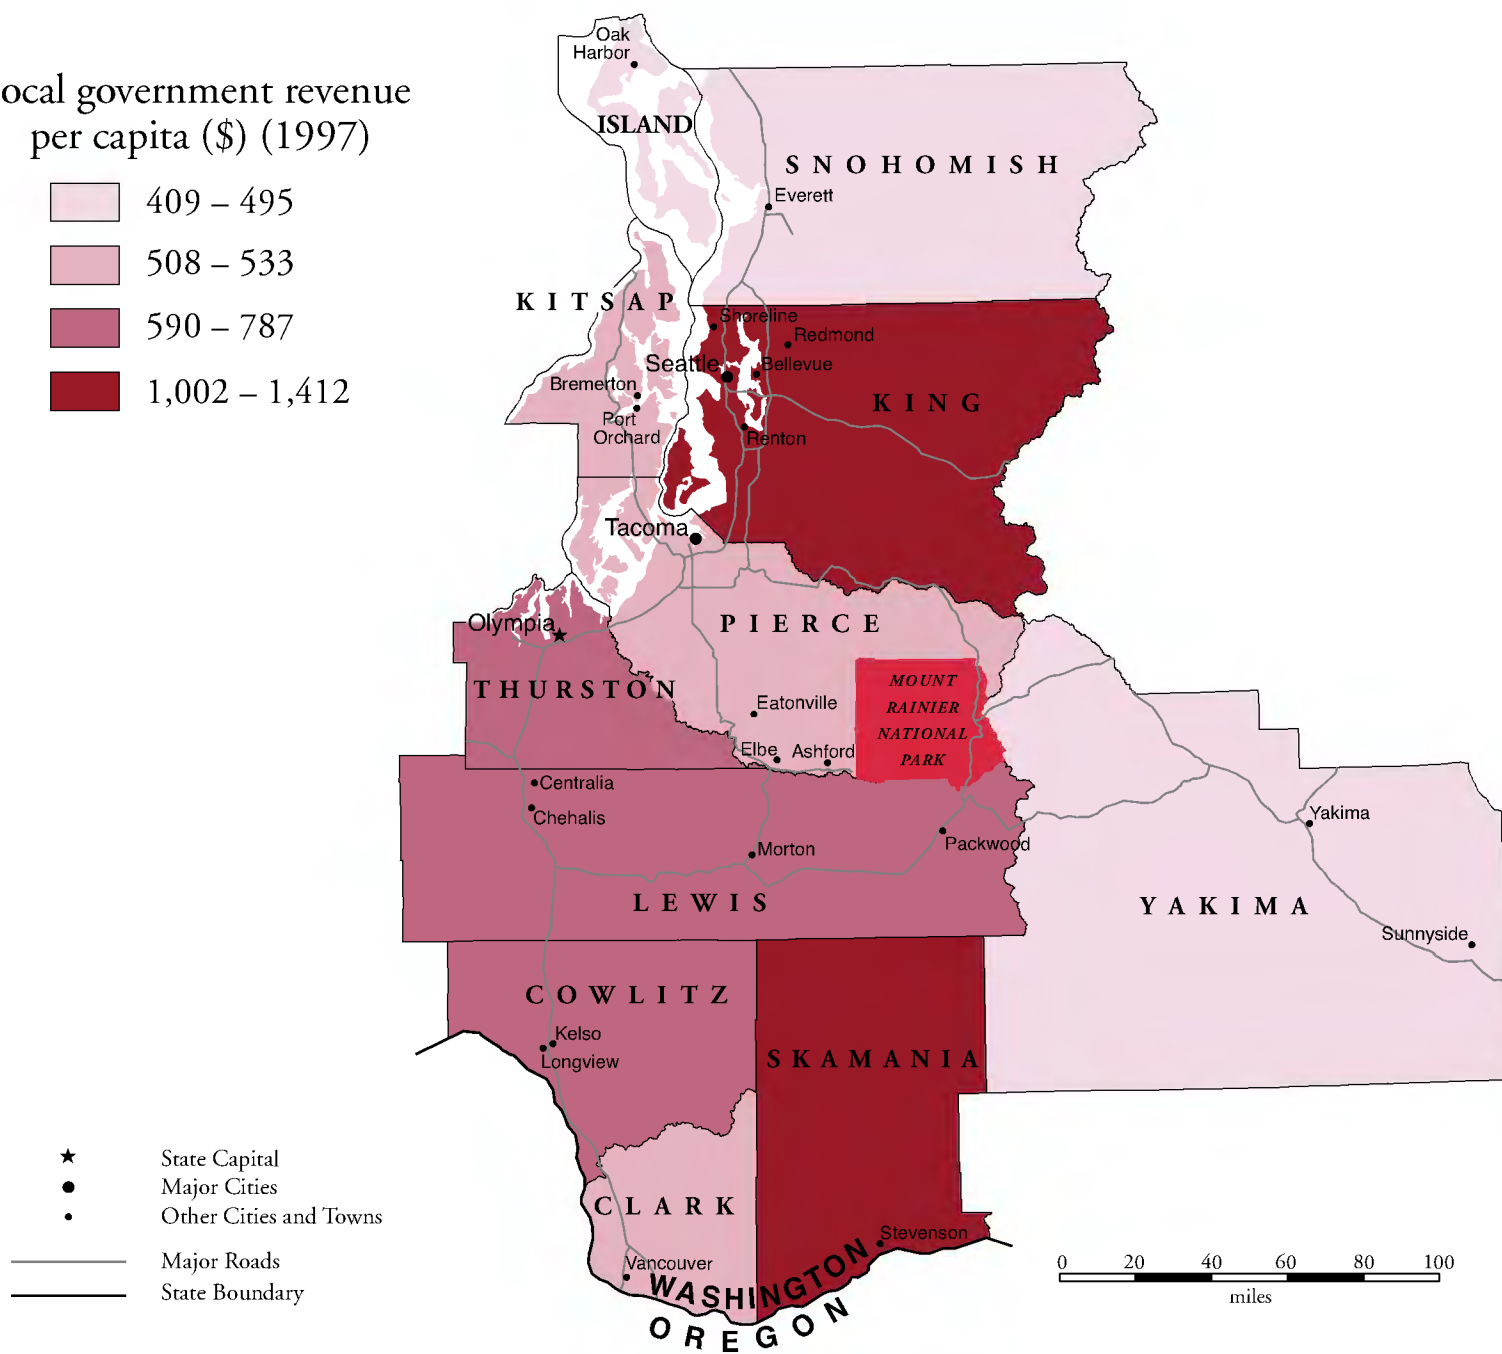 ocal government revenue
per capita ($) (1997)
409 – 495
508 – 533
590 – 787
1,002 – 1,412
Oak
Harbor
ISLAND
SNOHOMISH
Everett
KITSAP
Shoreline
Redmond
Seattle
Bellevue
Bremerton
KING
Port
Orchard
Renton
Tacoma
PIERCE
Olympia
THURSTON
MOUNT
RAINIER
NATIONAL
PARK
Eatonville
Elbe
Ashford
Centralia
Chehalis
Yakima
Morton
Packwood
LEWIS
YAKIMA
Sunnyside
COWLITZ
Kelso
Longview
SKAMANIA
CLARK
Stevenson
Vancouver
WASHINGTON
OREGON
State Capital
Major Cities
Other Cities and Towns
Major Roads
State Boundary
0 20 40 60 80 100
miles